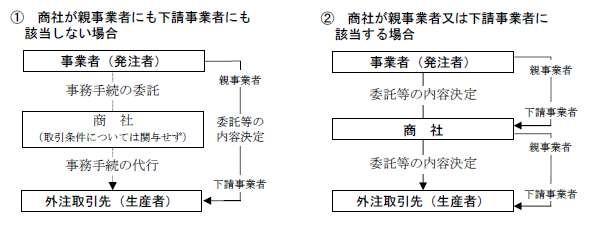 ① 商社が親事業者にも下請事業者にも
該当しない場合
事業者（発注者）
親事業者
事務手続の委託
商　社
（取引条件については関与せず）
委託等の
内容決定
事務手続の代行
下請事業者
外注取引先（生産者）
② 商社が親事業者又は下請事業者に
該当する場合
事業者（発注者）
親事業者
委託等の内容決定
下請事業者
商　社
親事業者
委託等の内容決定
下請事業者
外注取引先（生産者）